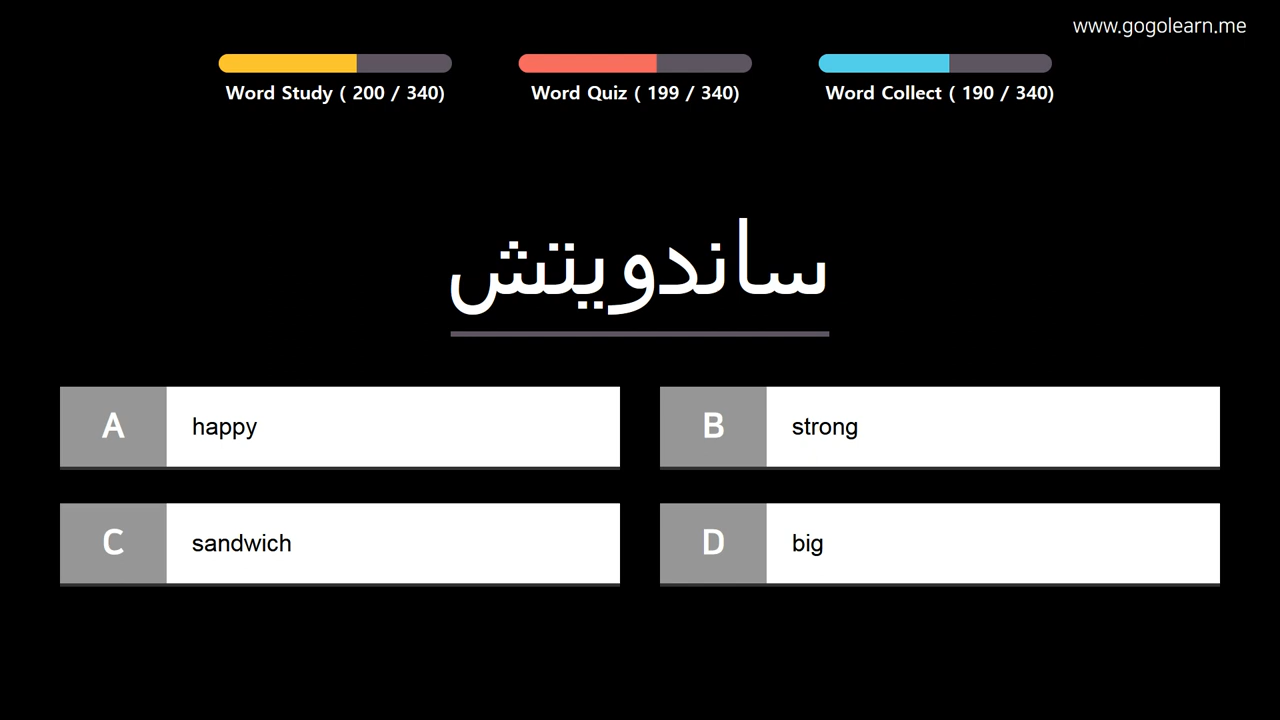 www.gogolearn.me
Word Study ( 200 / 340)
Word Quiz ( 199 / 340)
Word Collect ( 190 / 340)
ساندويتش
A happy
B strong
C sandwich
D big